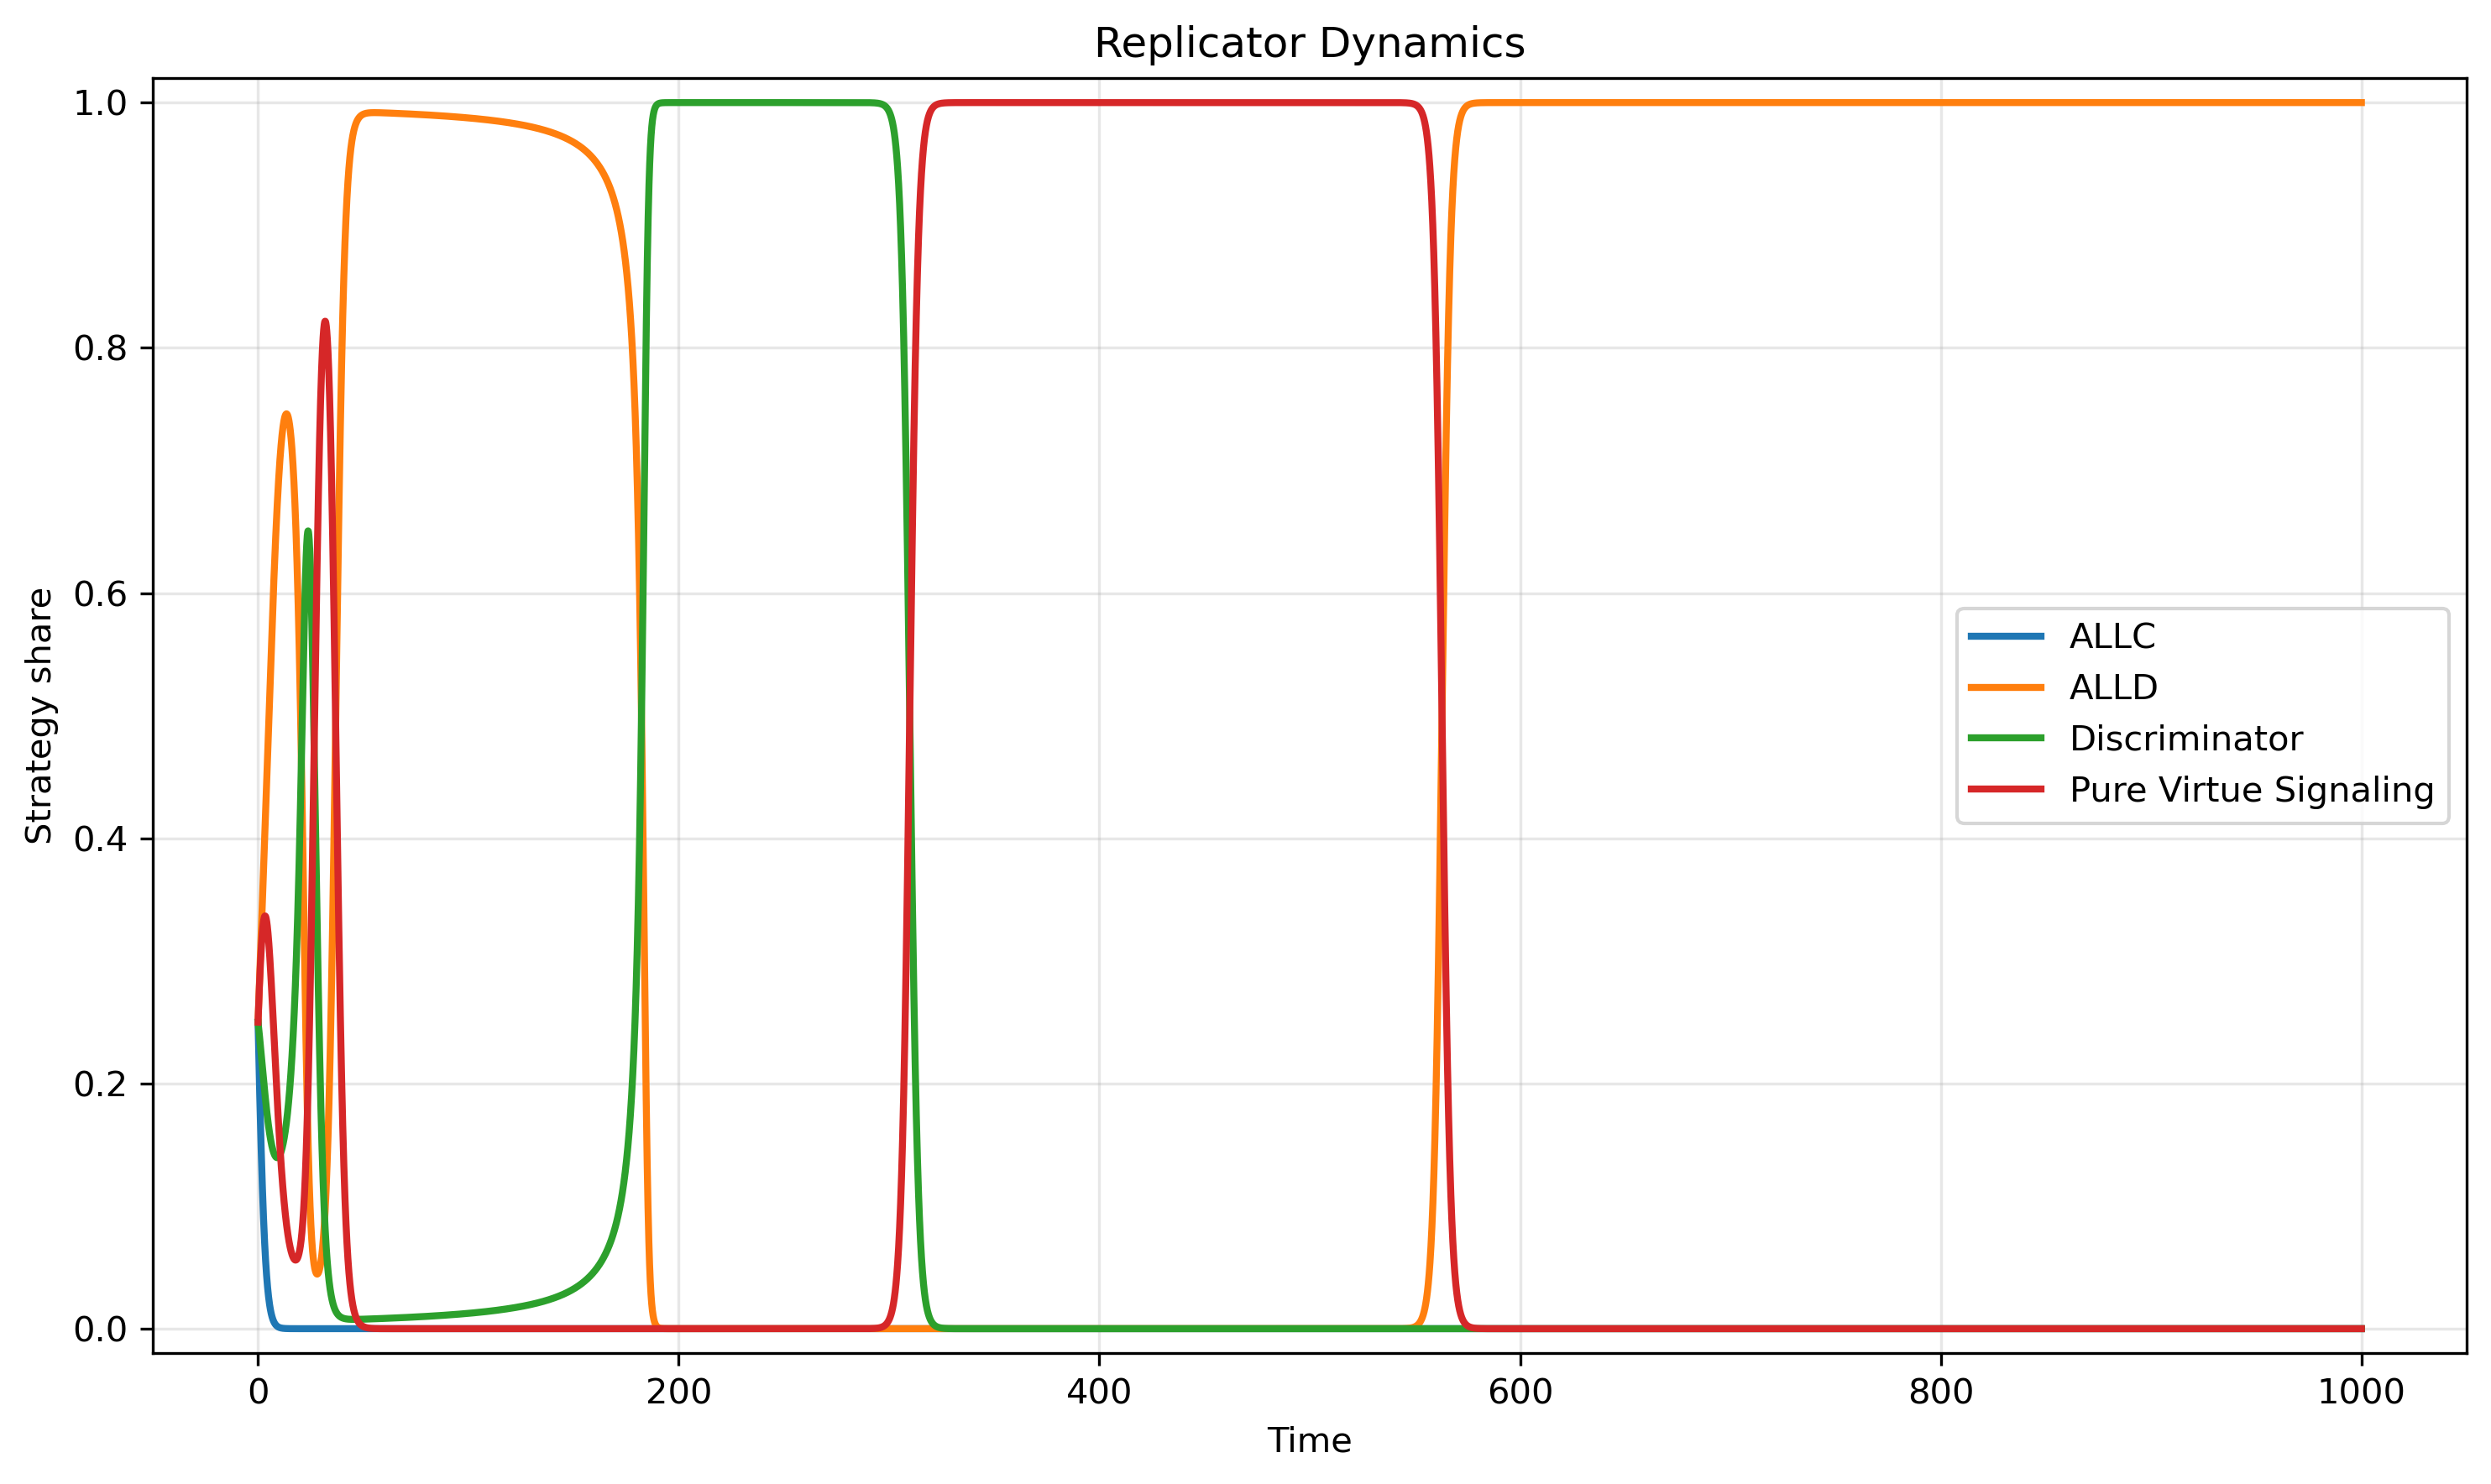 Replicator Dynamics
Strategy share
1.0
0.8
0.6
0.4
0.2
0.0
ALLC
ALLD
Discriminator
Pure Virtue Signaling
0 200 400 600 800 1000
Time